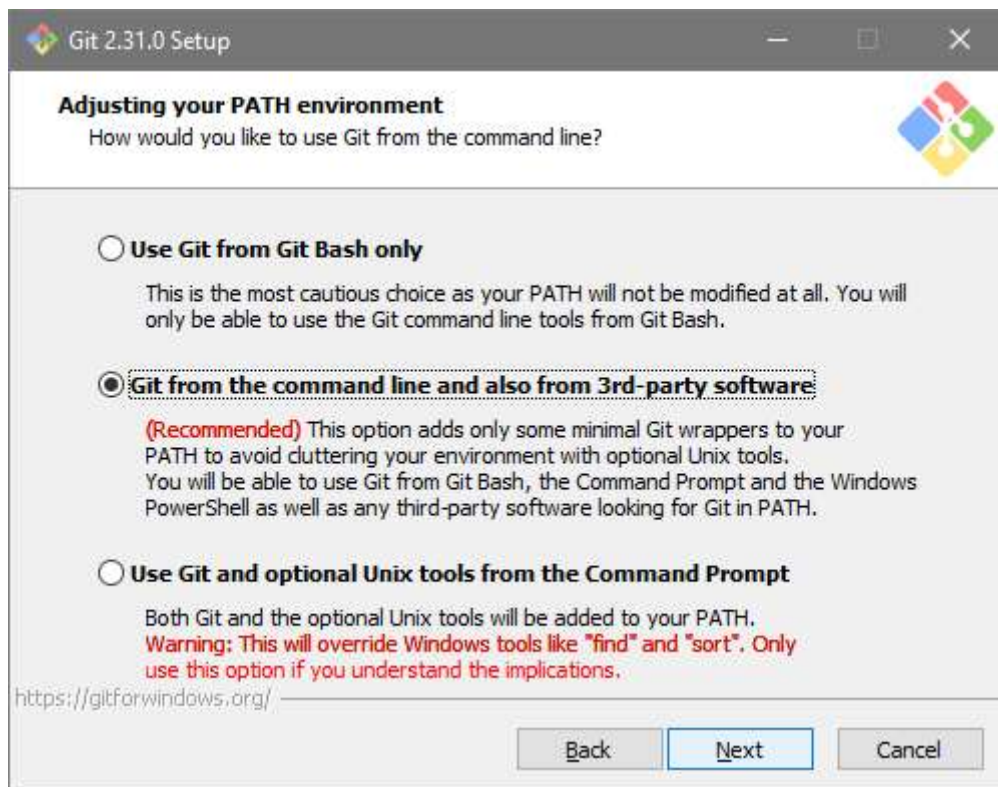 Git 2.31.0 Setup
Adjusting your PATH environment
How would you like to use Git from the command line?
Use Git from Git Bash only
This is the most cautious choice as your PATH will not be modified at all. You will
only be able to use the Git command line tools from Git Bash.
Git from the command line and also from 3rd-party software
(Recommended) This option adds only some minimal Git wrappers to your
PATH to avoid cluttering your environment with optional Unix tools.
You will be able to use Git from Git Bash, the Command Prompt and the Windows
PowerShell as well as any third-party software looking for Git in PATH.
Use Git and optional Unix tools from the Command Prompt
Both Git and the optional Unix tools will be added to your PATH.
Warning: This will override Windows tools like "find" and "sort". Only
use this option if you understand the implications.
https://gitforwindows.org/
Back Next Cancel